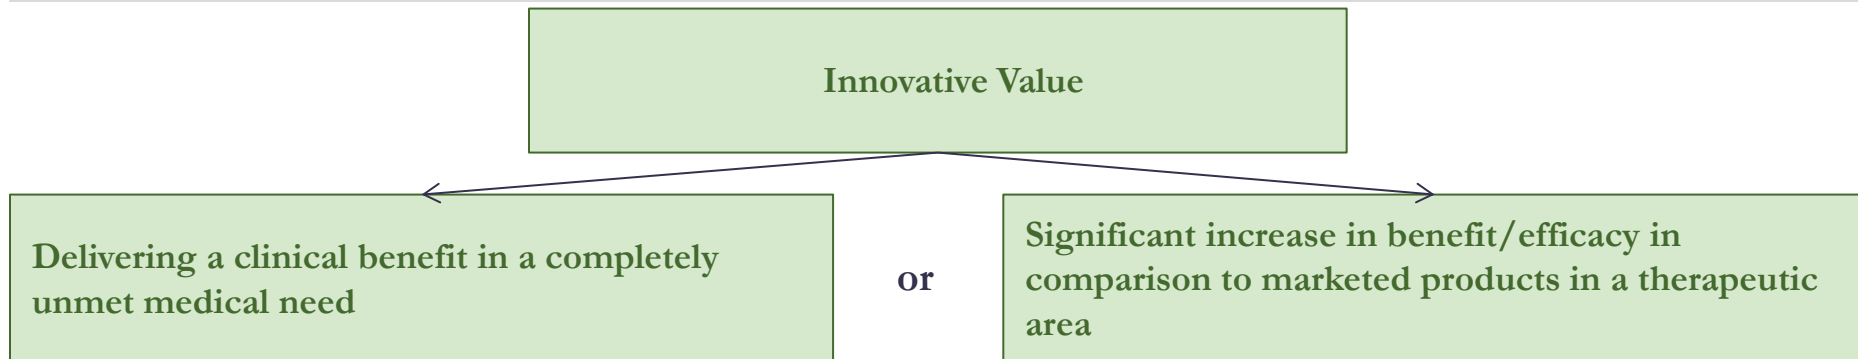 Innovative Value
Delivering a clinical benefit in a completely
unmet medical need
or
Significant increase in benefit/efficacy in
comparison to marketed products in a therapeutic
area